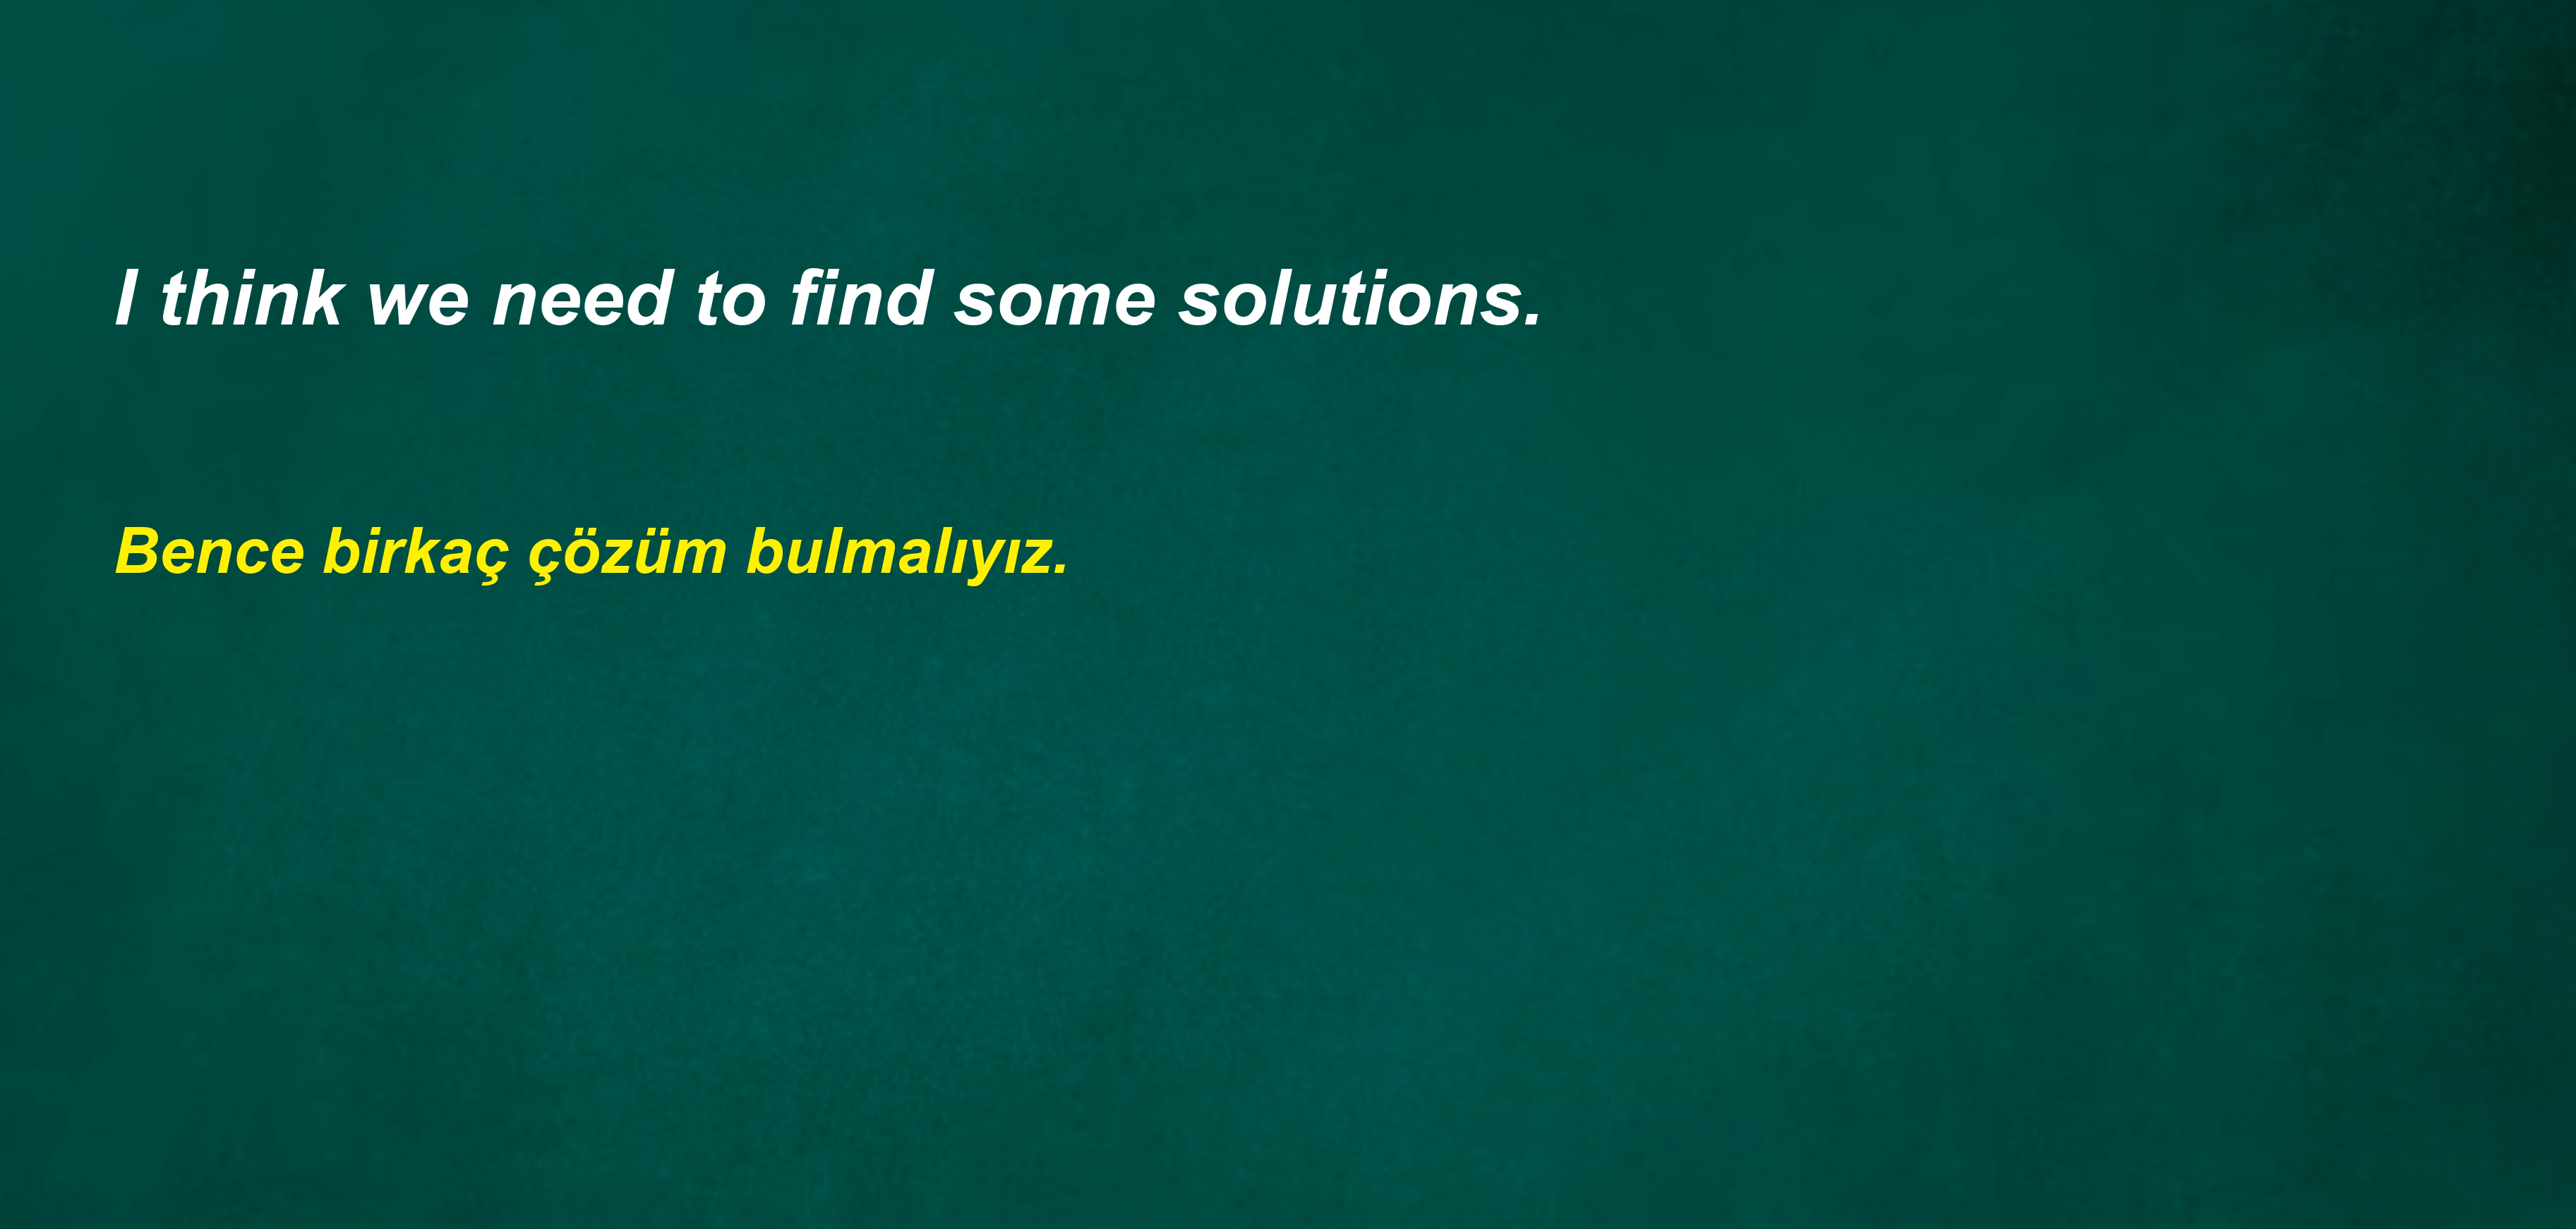 I think we need to find some solutions.
Bence birkaç çözüm bulmalıyız.